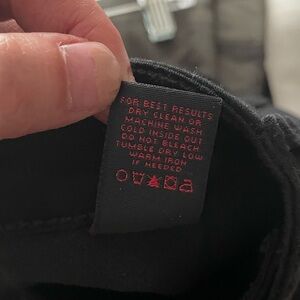 FOR BEST RESULTS
DRY CLEAN OR
MACHINE WASH
COLD INSIDE OUT
DO NOT BLEACH
TUMBLE DRY LOW
WARM IRON
IF NEEDED